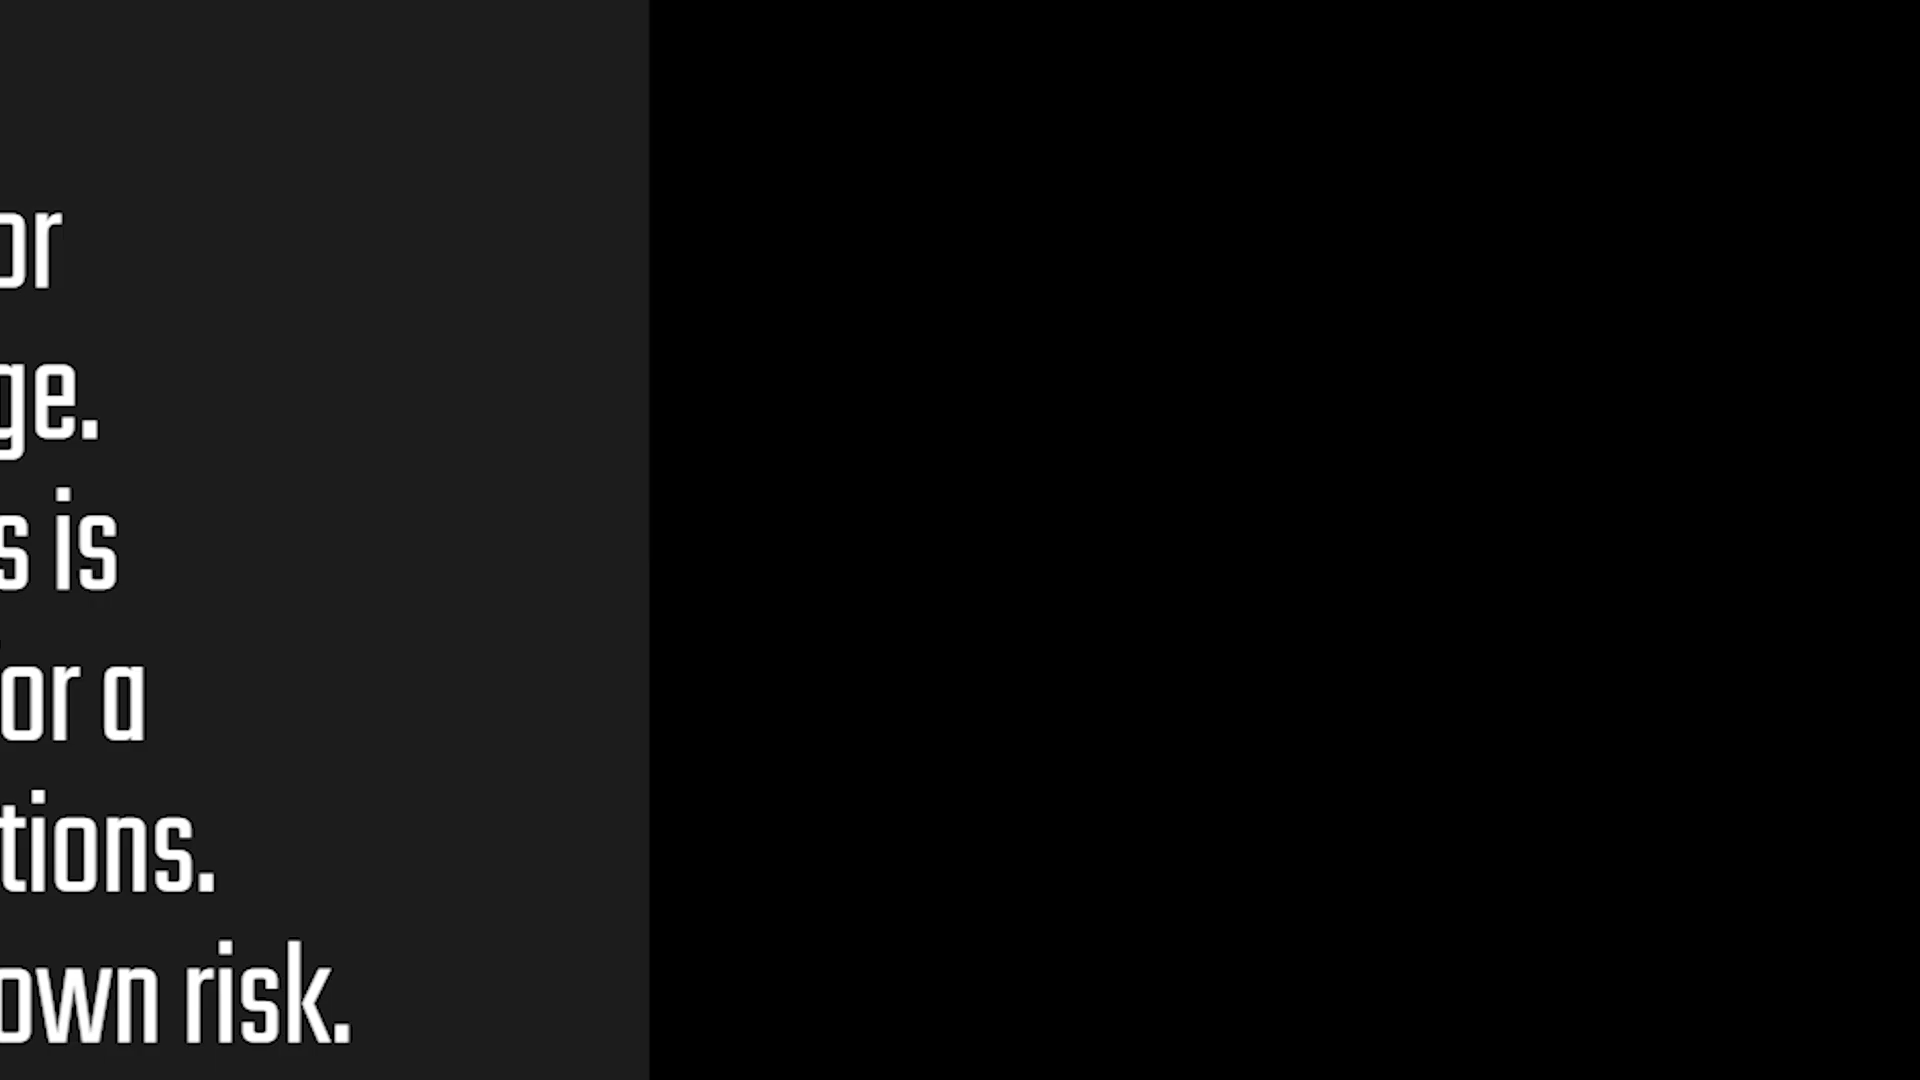 or
ge.
s is
or a
tions.
own risk.